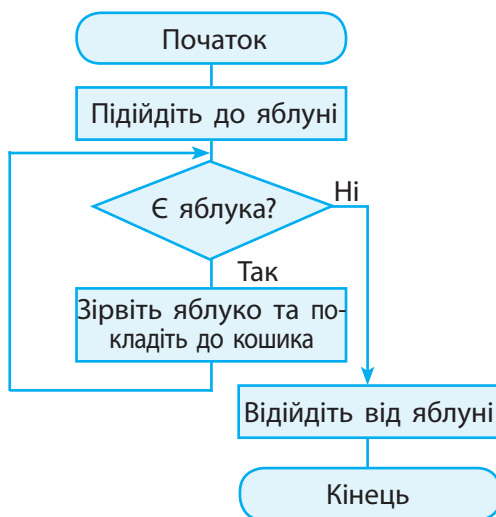 Початок
Підійдіть до яблуні
Є яблука?
Ні
Так
Зірвіть яблуко та по-
кладіть до кошика
Відійдіть від яблуні
Кінець